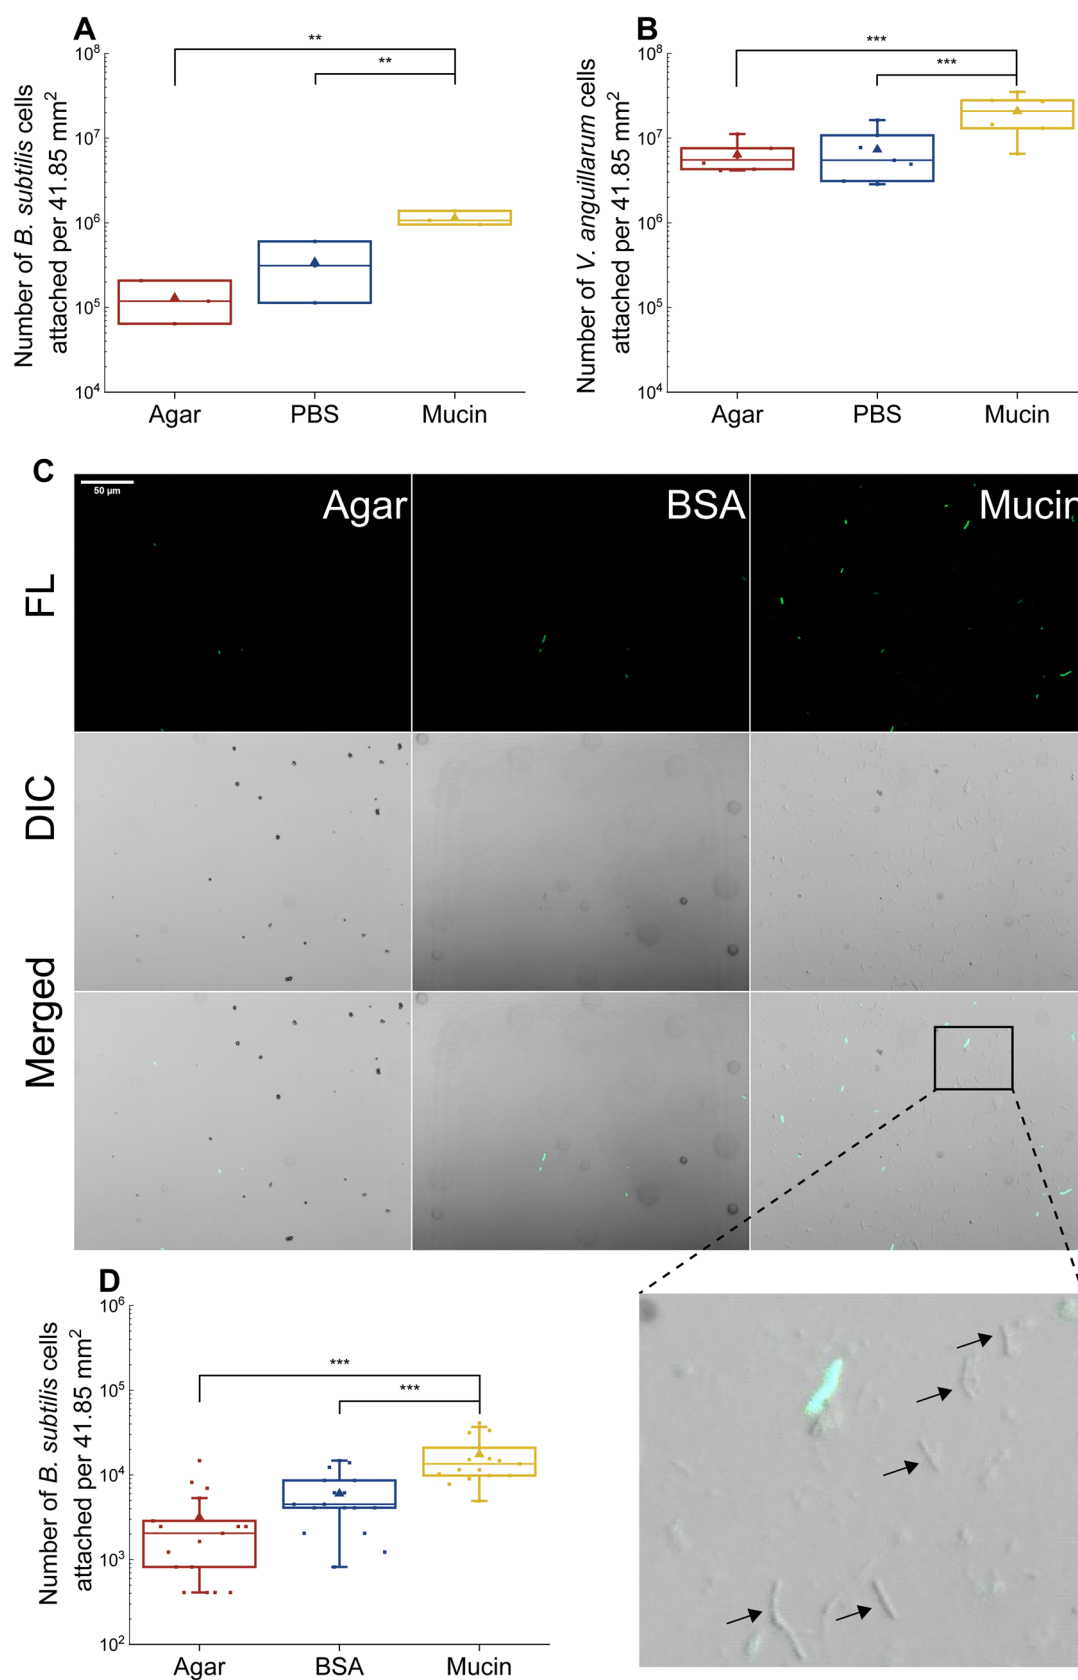 A
Number of B. subtilis cells
attached per 41.85 mm²
10⁸
10⁷
10⁶
10⁵
10⁴
**
**
Agar PBS Mucin
B
Number of V. anguillarum cells
attached per 41.85 mm²
10⁸
10⁷
10⁶
10⁵
10⁴
***
***
Agar PBS Mucin
C
50 µm
Agar BSA Mucin
FL
DIC
Merged
D
Number of B. subtilis cells
attached per 41.85 mm²
10⁶
10⁵
10⁴
10³
10²
***
***
Agar BSA Mucin